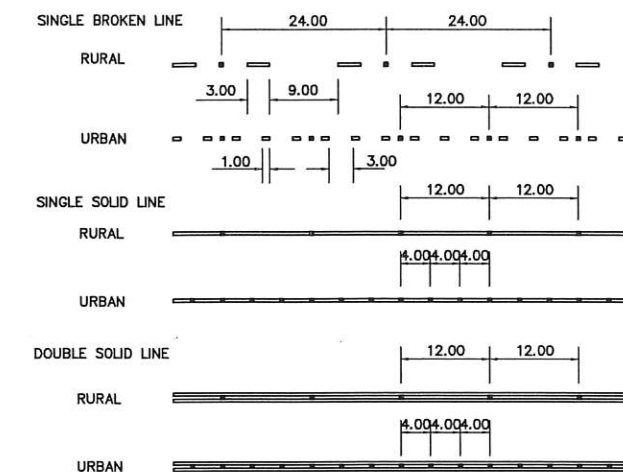 SINGLE BROKEN LINE
24.00 24.00
RURAL
3.00 9.00
12.00 12.00
URBAN
1.00 3.00
12.00 12.00
SINGLE SOLID LINE
RURAL
4.00 4.00 4.00
URBAN
DOUBLE SOLID LINE
12.00 12.00
RURAL
4.00 4.00 4.00
URBAN